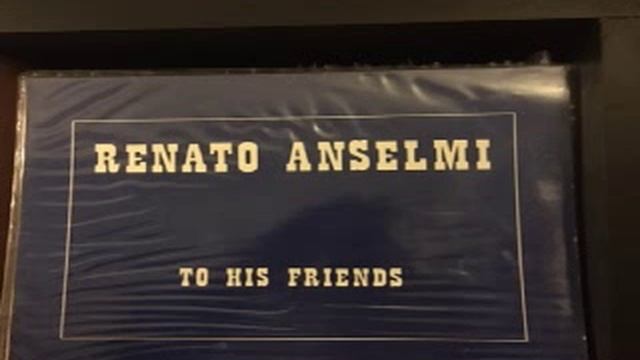 RENATO ANSELMI
TO HIS FRIENDS